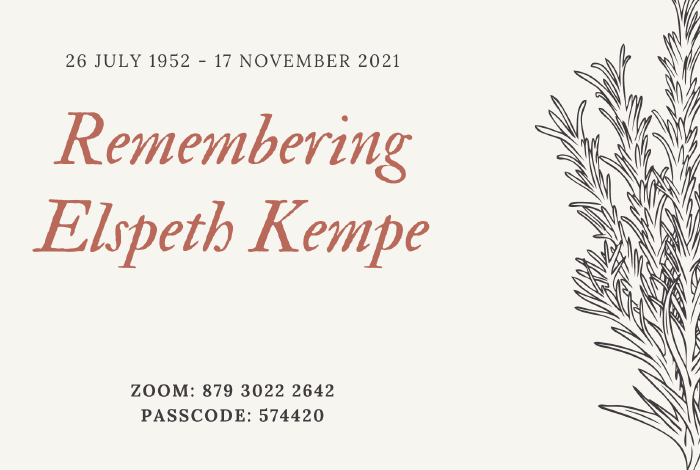 26 JULY 1952 - 17 NOVEMBER 2021
Remembering
Elspeth Kempe
ZOOM: 879 3022 2642
PASSCODE: 574420